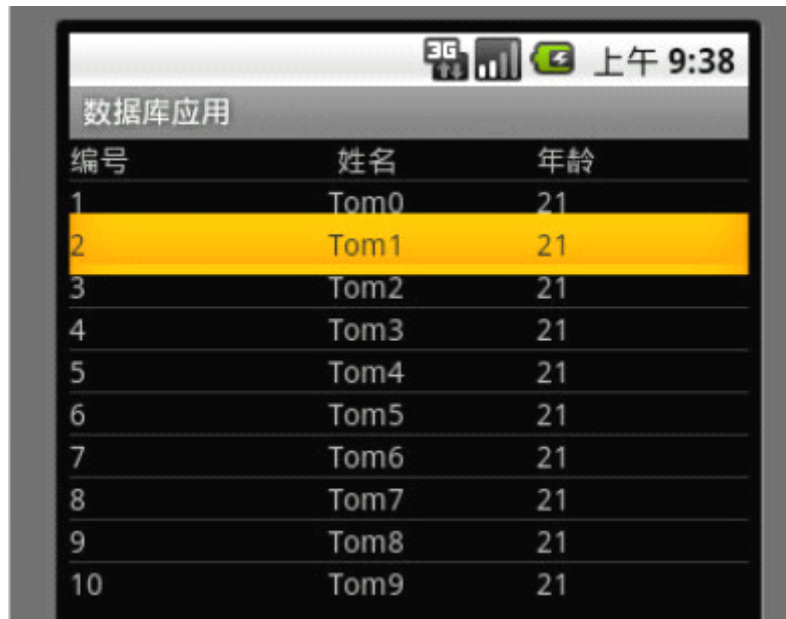 3G 上午 9:38
数据库应用
编号 姓名 年龄
1 Tom0 21
2 Tom1 21
3 Tom2 21
4 Tom3 21
5 Tom4 21
6 Tom5 21
7 Tom6 21
8 Tom7 21
9 Tom8 21
10 Tom9 21